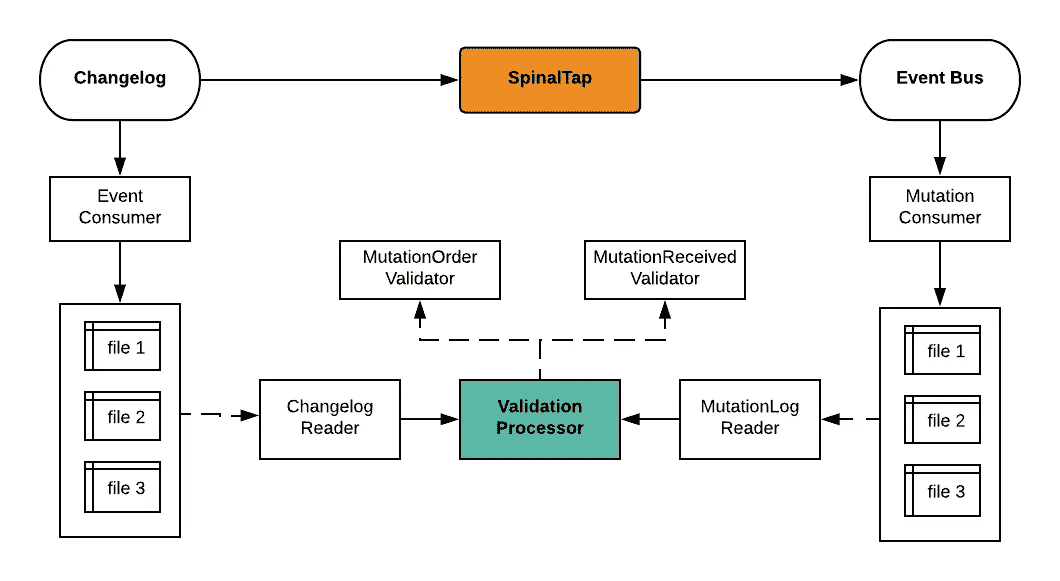 Changelog
SpinalTap
Event Bus
Event
Consumer
Mutation
Consumer
MutationOrder
Validator
MutationReceived
Validator
file 1
file 2
file 3
Changelog
Reader
Validation
Processor
MutationLog
Reader
file 1
file 2
file 3